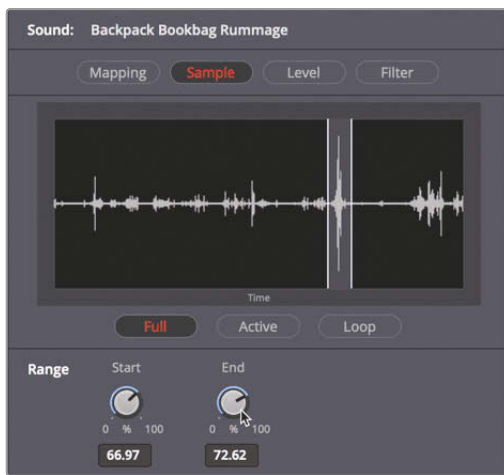 Sound: Backpack Bookbag Rummage
Mapping Sample Level Filter
Time
Full Active Loop
Range Start End
0 % 100 0 % 100
66.97 72.62